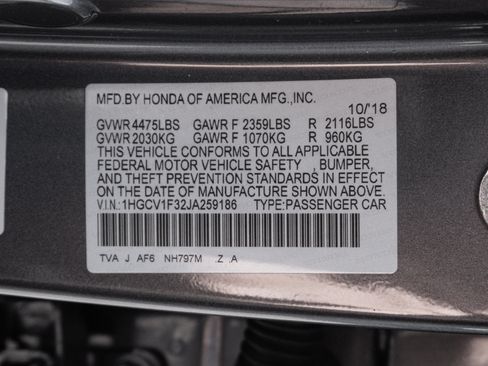 MFD.BY HONDA OF AMERICA MFG.,INC.
10/18
GVWR 4475LBS GAWR F 2359LBS R 2116LBS
GVWR 2030KG GAWR F 1070KG R 960KG
THIS VEHICLE CONFORMS TO ALL APPLICABLE
FEDERAL MOTOR VEHICLE SAFETY , BUMPER,
AND THEFT PREVENTION STANDARDS IN EFFECT
ON THE DATE OF MANUFACTURE SHOWN ABOVE.
V.I.N.:1HGCV1F32JA259186 TYPE:PASSENGER CAR
TVA J AF6 NH797M .Z .A